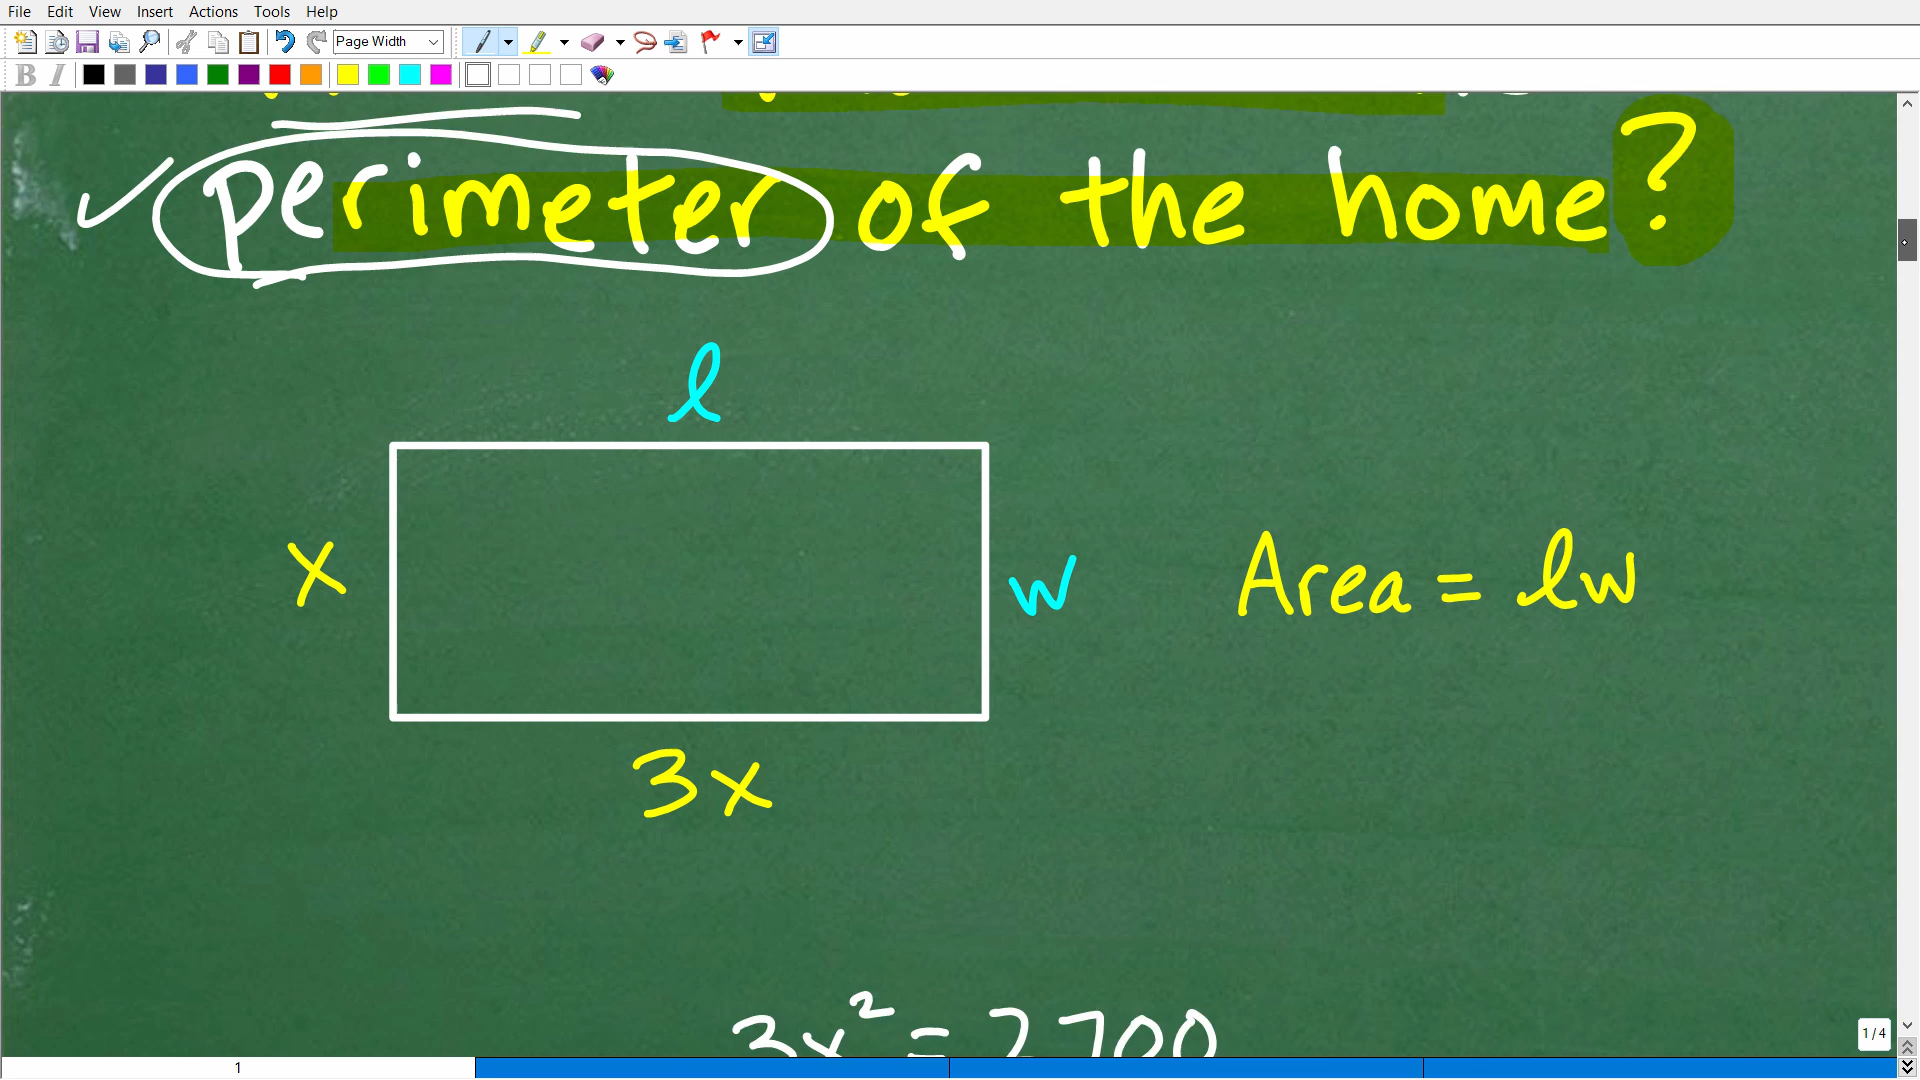 File Edit View Insert Actions Tools Help
Page Width
B I
perimeter of the home?
l
x
w
Area = lw
3x
3x² = 2700
1 / 4
1